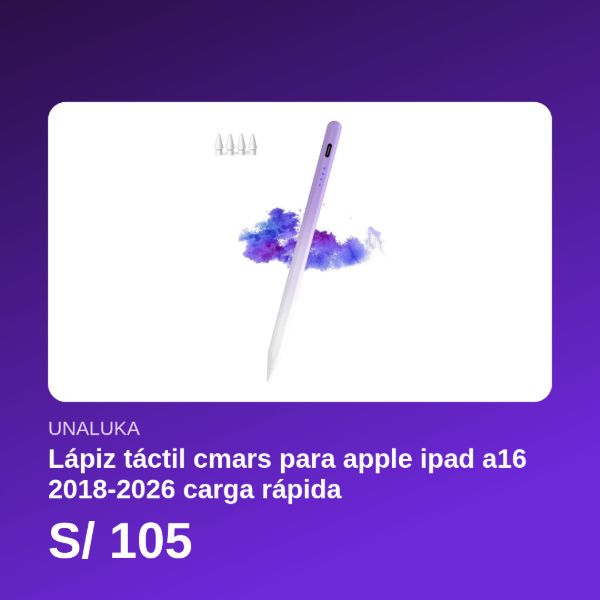 UNALUKA
Lápiz táctil cmars para apple ipad a16
2018-2026 carga rápida
S/ 105